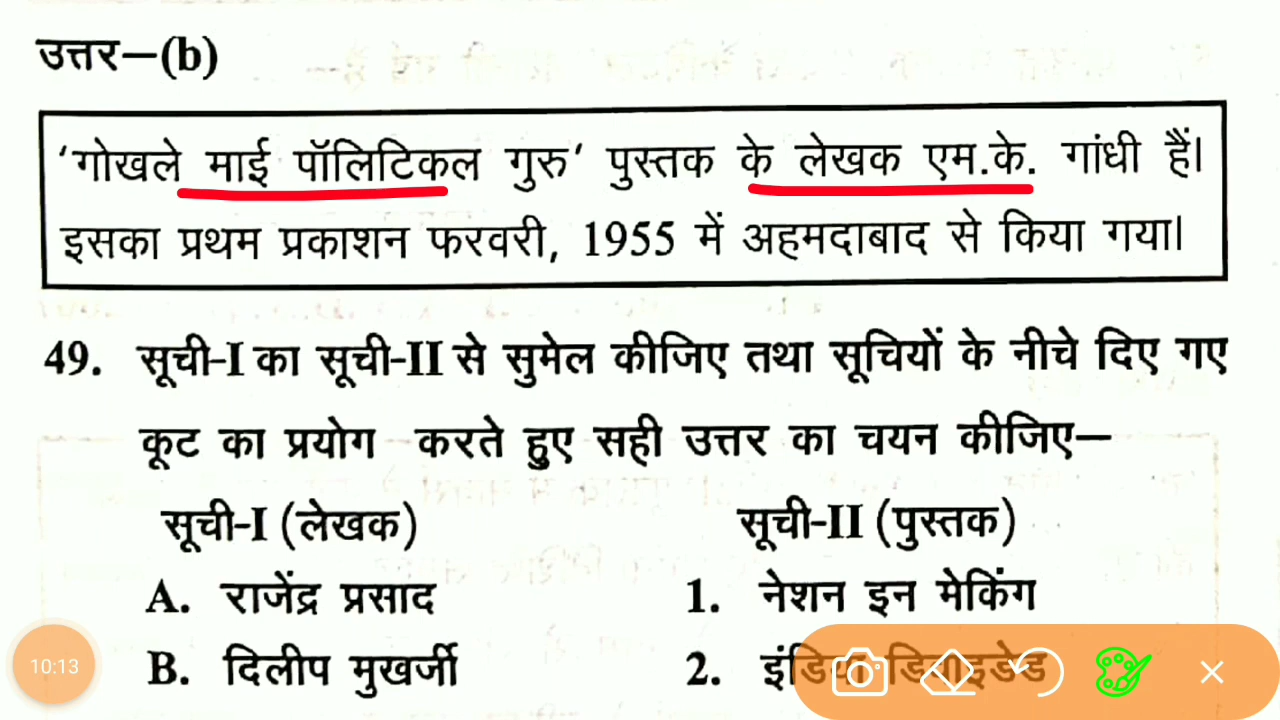 उत्तर–(b)
'गोखले माई पॉलिटिकल गुरु' पुस्तक के लेखक एम.के. गांधी हैं।
इसका प्रथम प्रकाशन फरवरी, 1955 में अहमदाबाद से किया गया।
49. सूची-I का सूची-II से सुमेल कीजिए तथा सूचियों के नीचे दिए गए
कूट का प्रयोग करते हुए सही उत्तर का चयन कीजिए–
सूची-I (लेखक) सूची-II (पुस्तक)
A. राजेंद्र प्रसाद 1. नेशन इन मेकिंग
B. दिलीप मुखर्जी 2. इंडिया डिवाइडेड
10:13